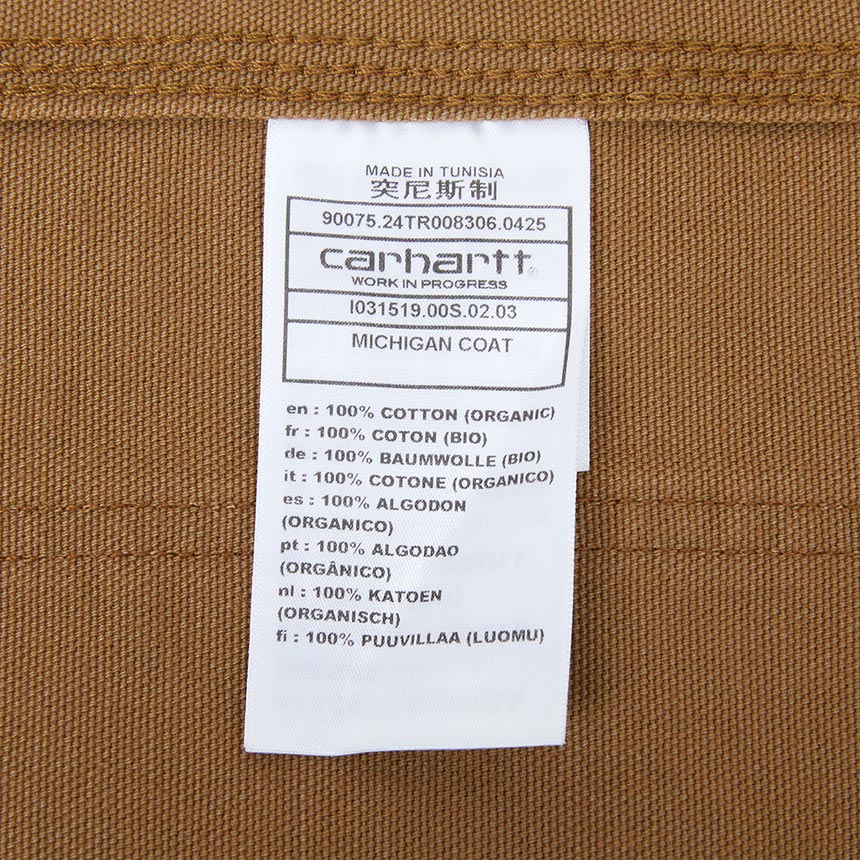 MADE IN TUNISIA
突尼斯制
90075.24TR008306.0425
carhartt®
WORK IN PROGRESS
I031519.00S.02.03
MICHIGAN COAT
en : 100% COTTON (ORGANIC)
fr : 100% COTON (BIO)
de : 100% BAUMWOLLE (BIO)
it : 100% COTONE (ORGANICO)
es : 100% ALGODON
(ORGANICO)
pt : 100% ALGODAO
(ORGÂNICO)
nl : 100% KATOEN
(ORGANISCH)
fi : 100% PUUVILLAA (LUOMU)